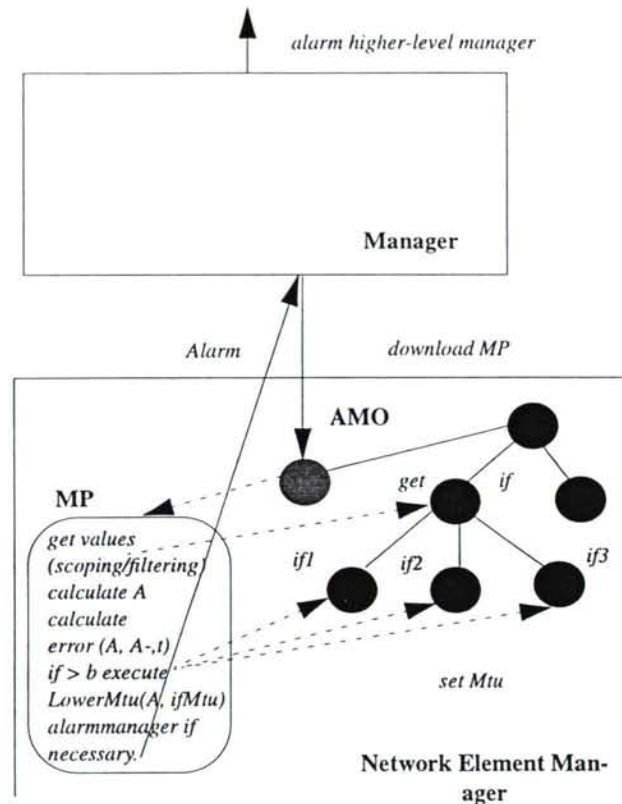 alarm higher-level manager
Manager
Alarm
download MP
AMO
MP
get
if
get values
(scoping/filtering)
calculate A
calculate
error (A, A-,t)
if > b execute
LowerMtu(A, ifMtu)
alarmmanager if
necessary.
if1
if2
if3
set Mtu
Network Element Man-
ager